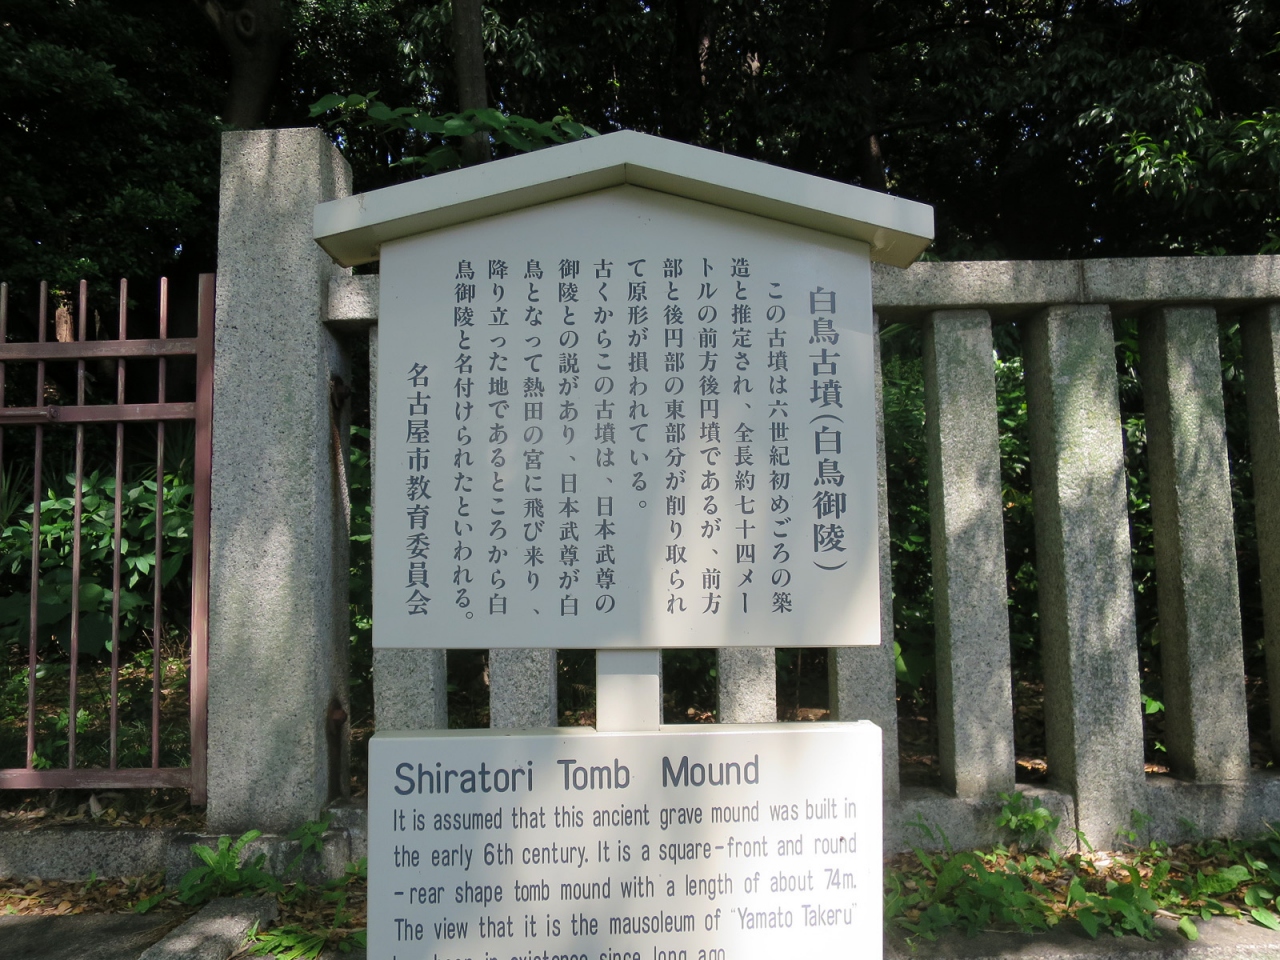 白鳥古墳(白鳥御陵)
この古墳は六世紀初めごろの築
造と推定され、全長約七十四メー
トルの前方後円墳であるが、前方
部と後円部の東部分が削り取られ
て原形が損われている。
古くからこの古墳は、日本武尊の
御陵との説があり、日本武尊が白
鳥となって熱田の宮に飛び来り、
降り立った地であるところから白
鳥御陵と名付けられたといわれる。
名古屋市教育委員会
Shiratori Tomb Mound
It is assumed that this ancient grave mound was built in
the early 6th century. It is a square-front and round
-rear shape tomb mound with a length of about 74m.
The view that it is the mausoleum of "Yamato Takeru"
been in existence since long ago